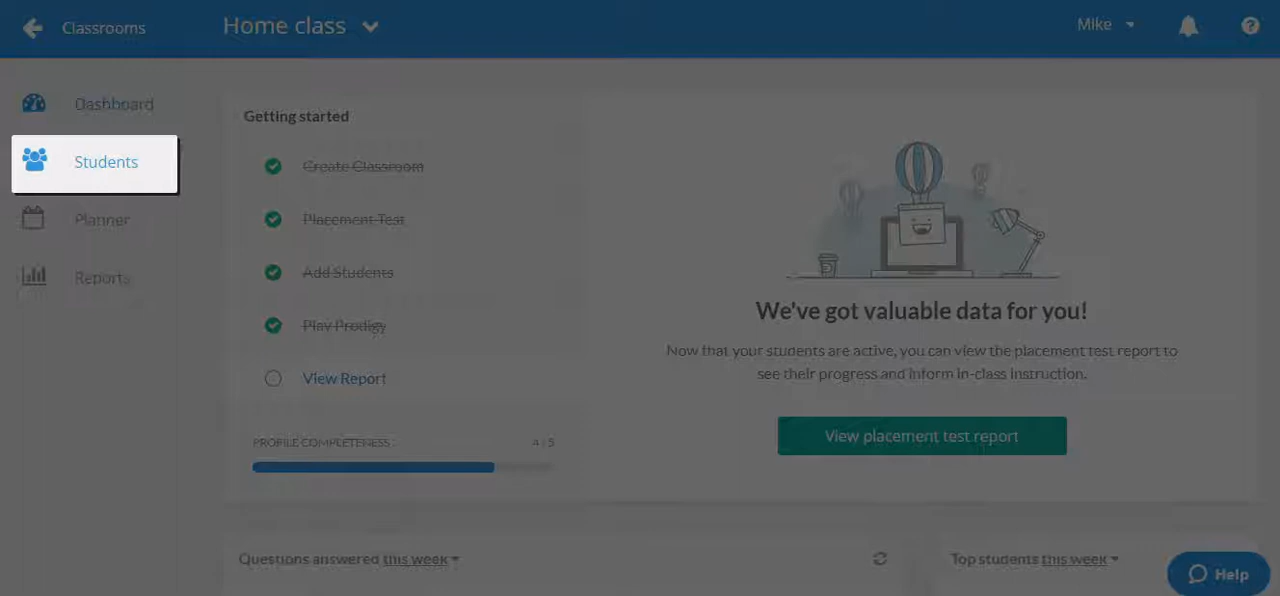 Classrooms
Home class
Mike
Dashboard
Students
Planner
Reports
Getting started
Create Classroom
Placement Test
Add Students
Play Prodigy
View Report
PROFILE COMPLETENESS
4 / 5
We've got valuable data for you!
Now that your students are active, you can view the placement test report to
see their progress and inform in-class instruction.
View placement test report
Questions answered this week
Top students this week
Help